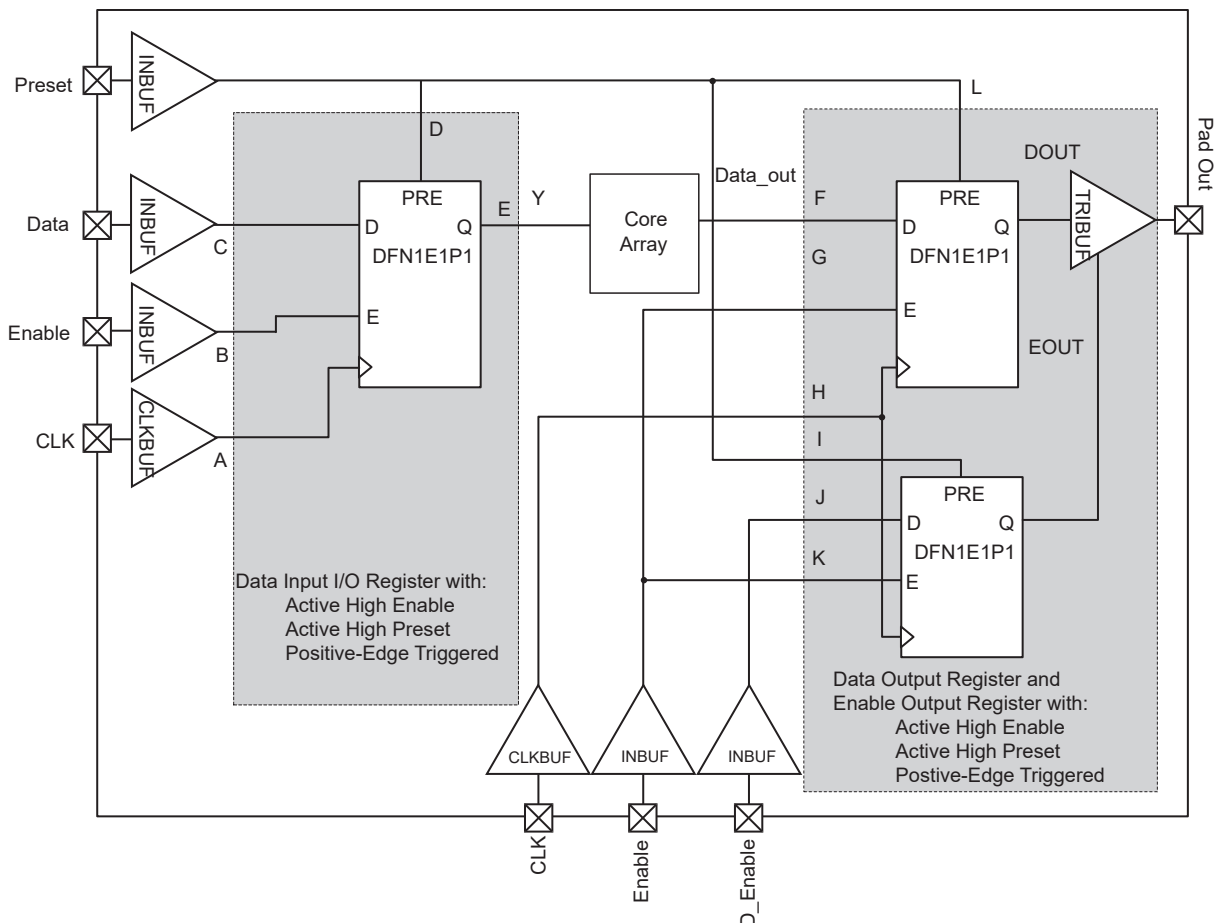 Preset
INBUF
L
D
Pad Out
DOUT
Data
INBUF
C
PRE
D
Q
DFN1E1P1
E
E
Y
Core
Array
Data_out
F
G
PRE
D
Q
DFN1E1P1
E
TRIBUF
EOUT
Enable
INBUF
B
CLK
CLKBUF
A
H
I
J
K
PRE
D
Q
DFN1E1P1
E
Data Input I/O Register with:
Active High Enable
Active High Preset
Positive-Edge Triggered
Data Output Register and
Enable Output Register with:
Active High Enable
Active High Preset
Postive-Edge Triggered
CLKBUF
INBUF
INBUF
CLK
Enable
D_Enable